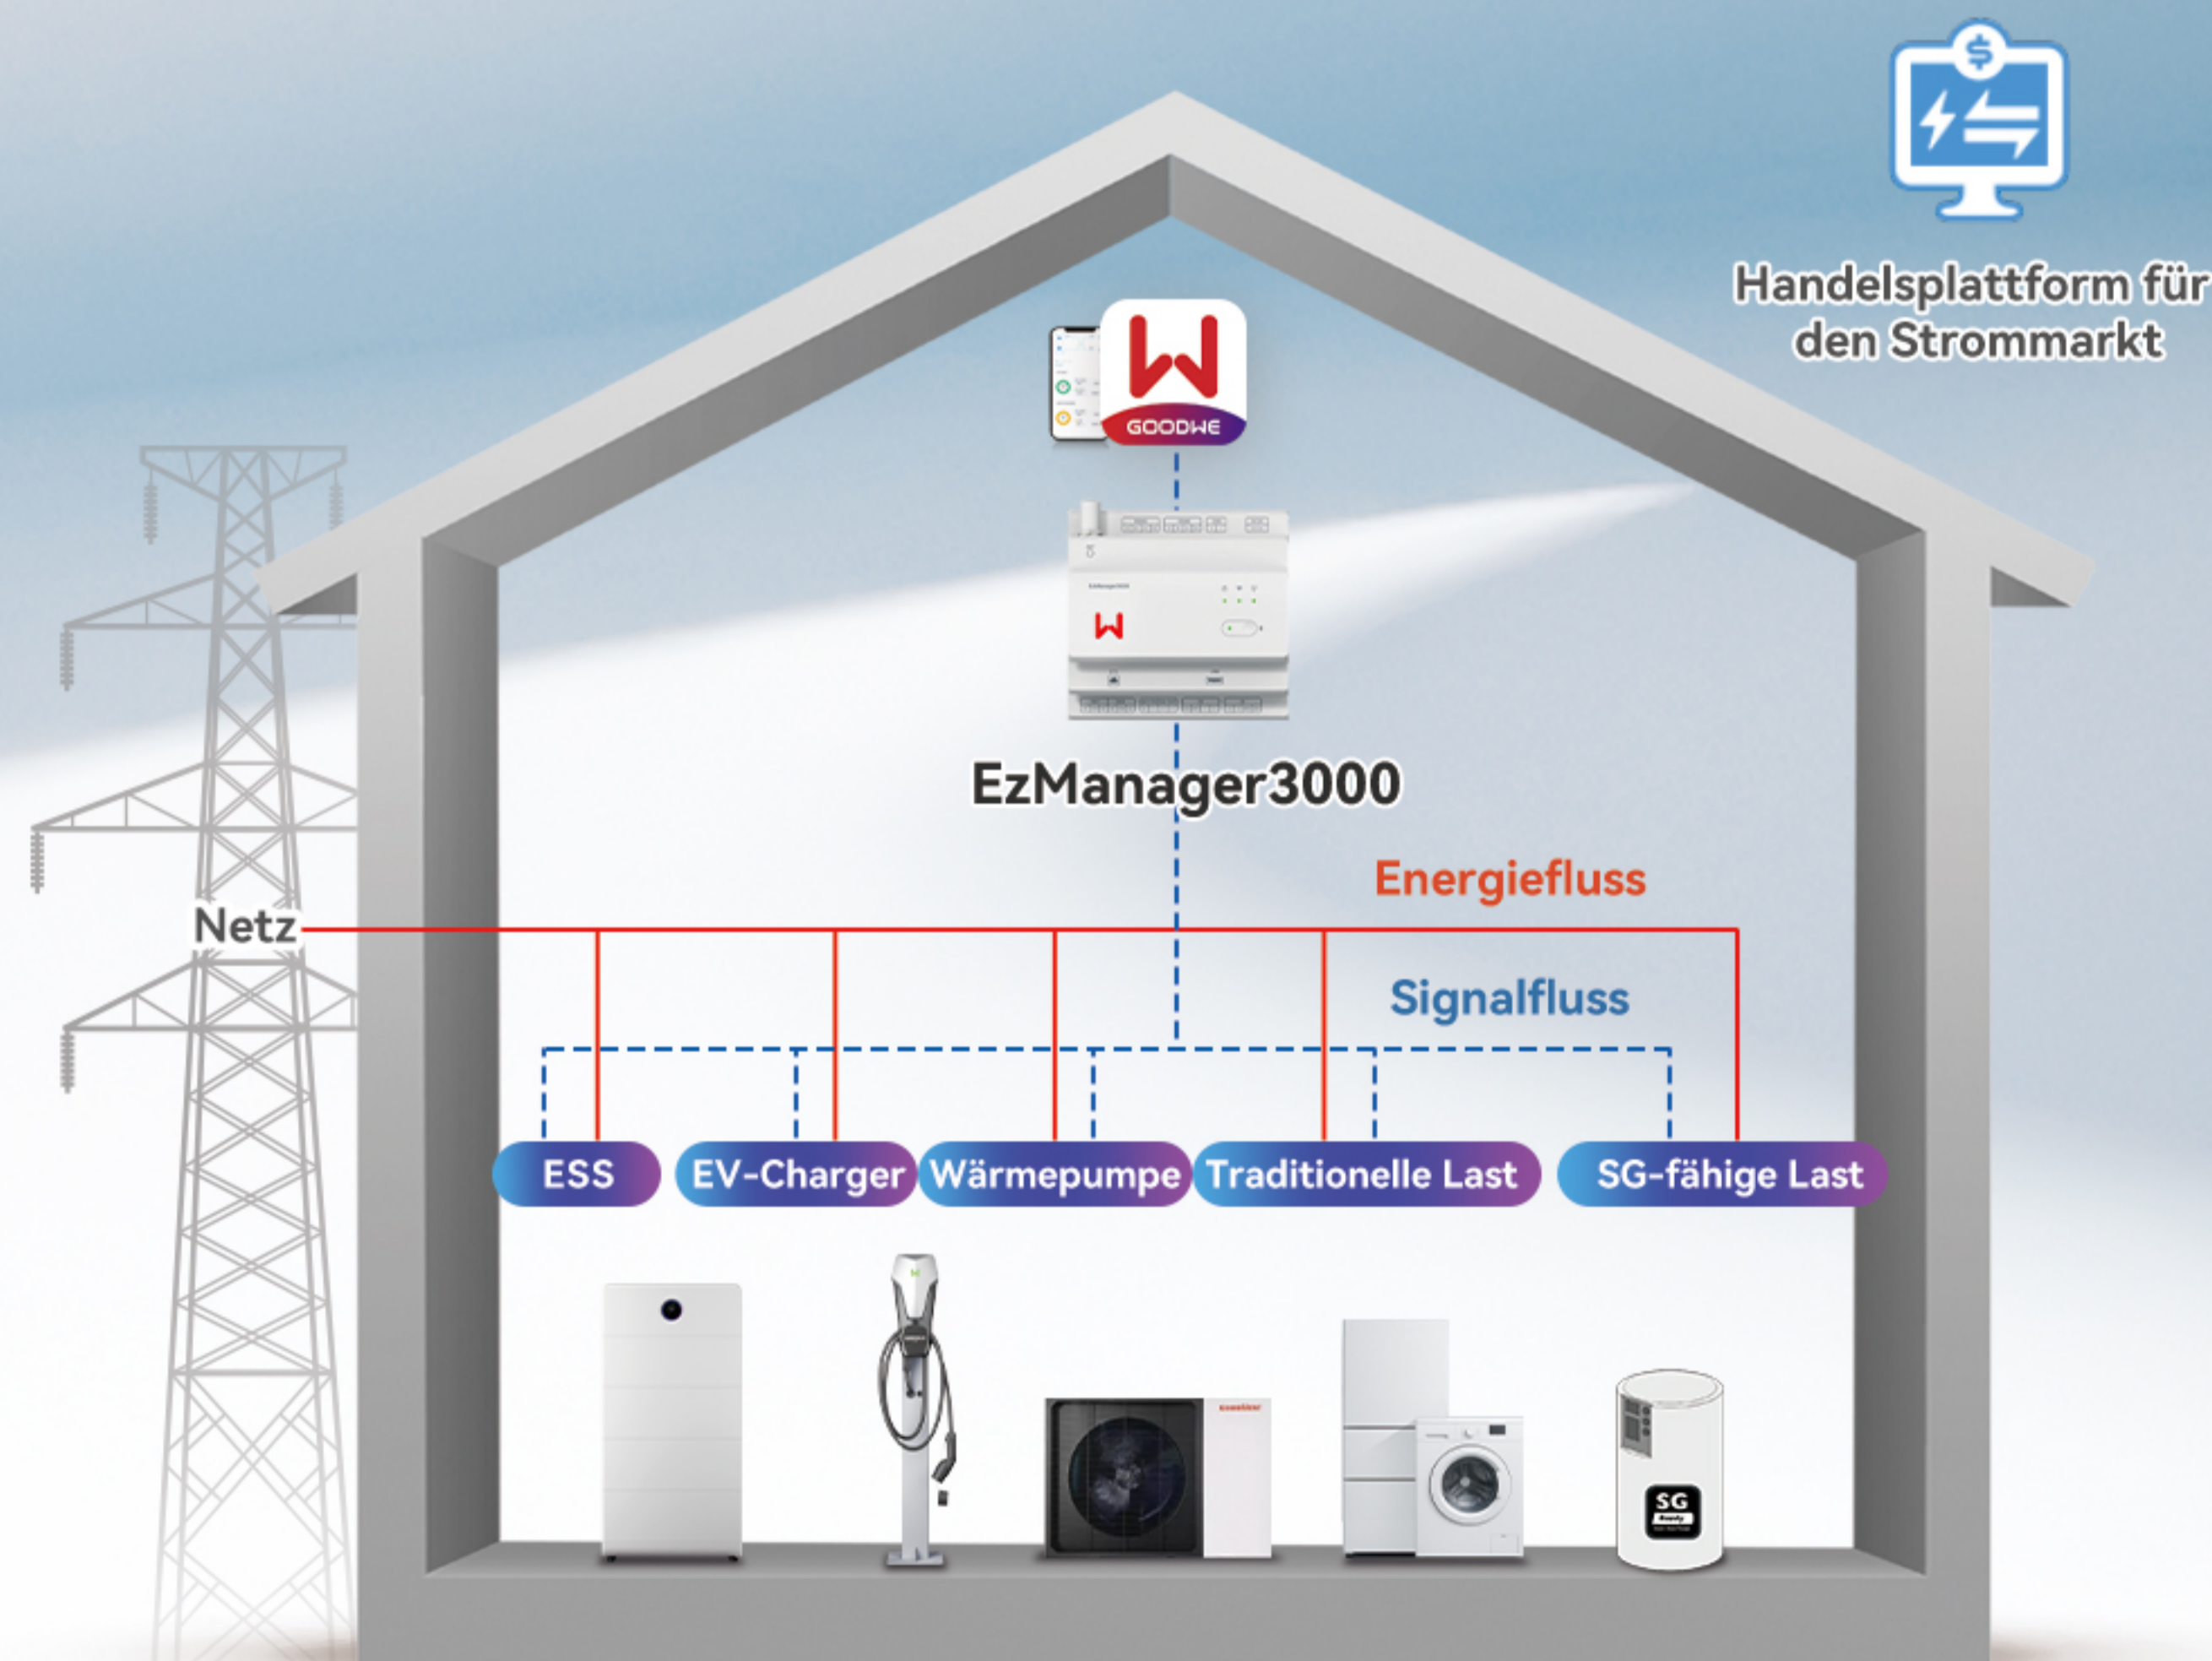 Handelsplattform für
den Strommarkt
GOODWE
EzManager3000
Energiefluss
Netz
Signalfluss
ESS
EV-Charger
Wärmepumpe
Traditionelle Last
SG-fähige Last
SG
Ready